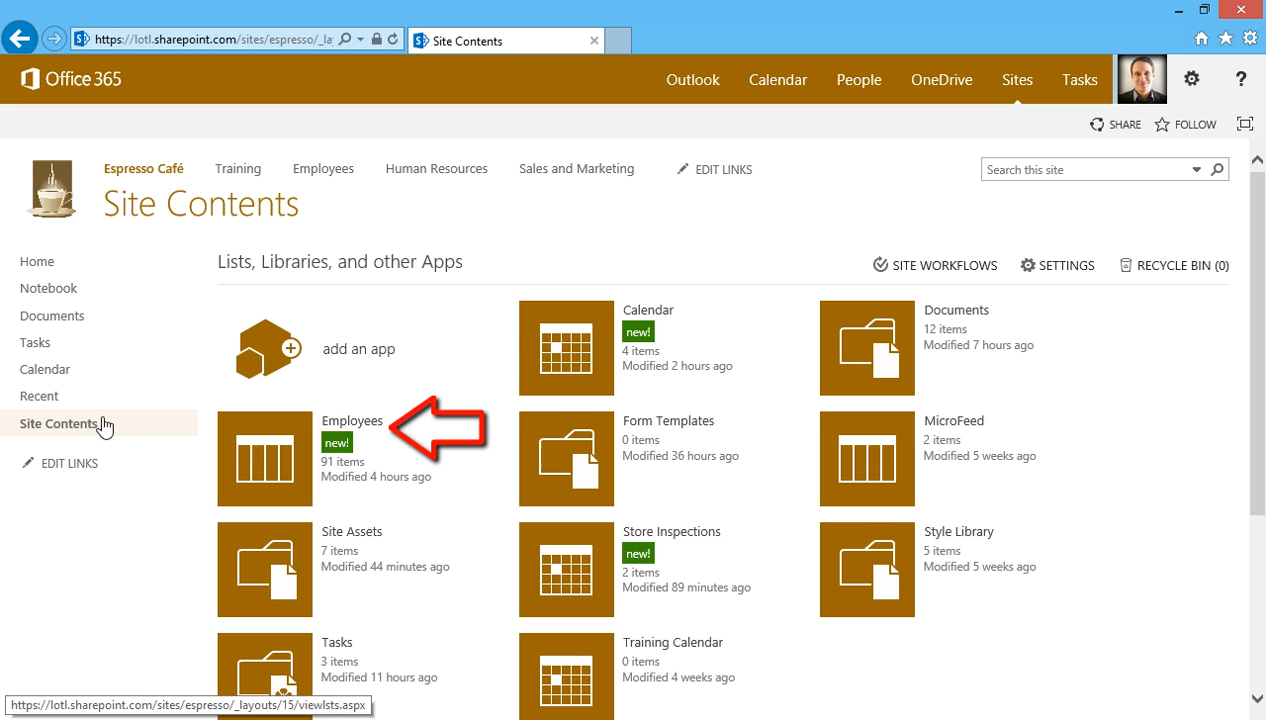 https://lotl.sharepoint.com/sites/espresso/_la
Site Contents
Office 365
Outlook Calendar People OneDrive Sites Tasks ?
SHARE FOLLOW
Espresso Café Training Employees Human Resources Sales and Marketing EDIT LINKS
Search this site
Site Contents
Home
Notebook
Documents
Tasks
Calendar
Recent
Site Contents
EDIT LINKS
Lists, Libraries, and other Apps
SITE WORKFLOWS SETTINGS RECYCLE BIN (0)
add an app
Calendar
new!
4 items
Modified 2 hours ago
Documents
12 items
Modified 7 hours ago
Employees
new!
91 items
Modified 4 hours ago
Form Templates
0 items
Modified 36 hours ago
MicroFeed
2 items
Modified 5 weeks ago
Site Assets
7 items
Modified 44 minutes ago
Store Inspections
new!
2 items
Modified 89 minutes ago
Style Library
5 items
Modified 5 weeks ago
Tasks
3 items
Modified 11 hours ago
Training Calendar
0 items
Modified 4 weeks ago
https://lotl.sharepoint.com/sites/espresso/_layouts/15/viewlsts.aspx